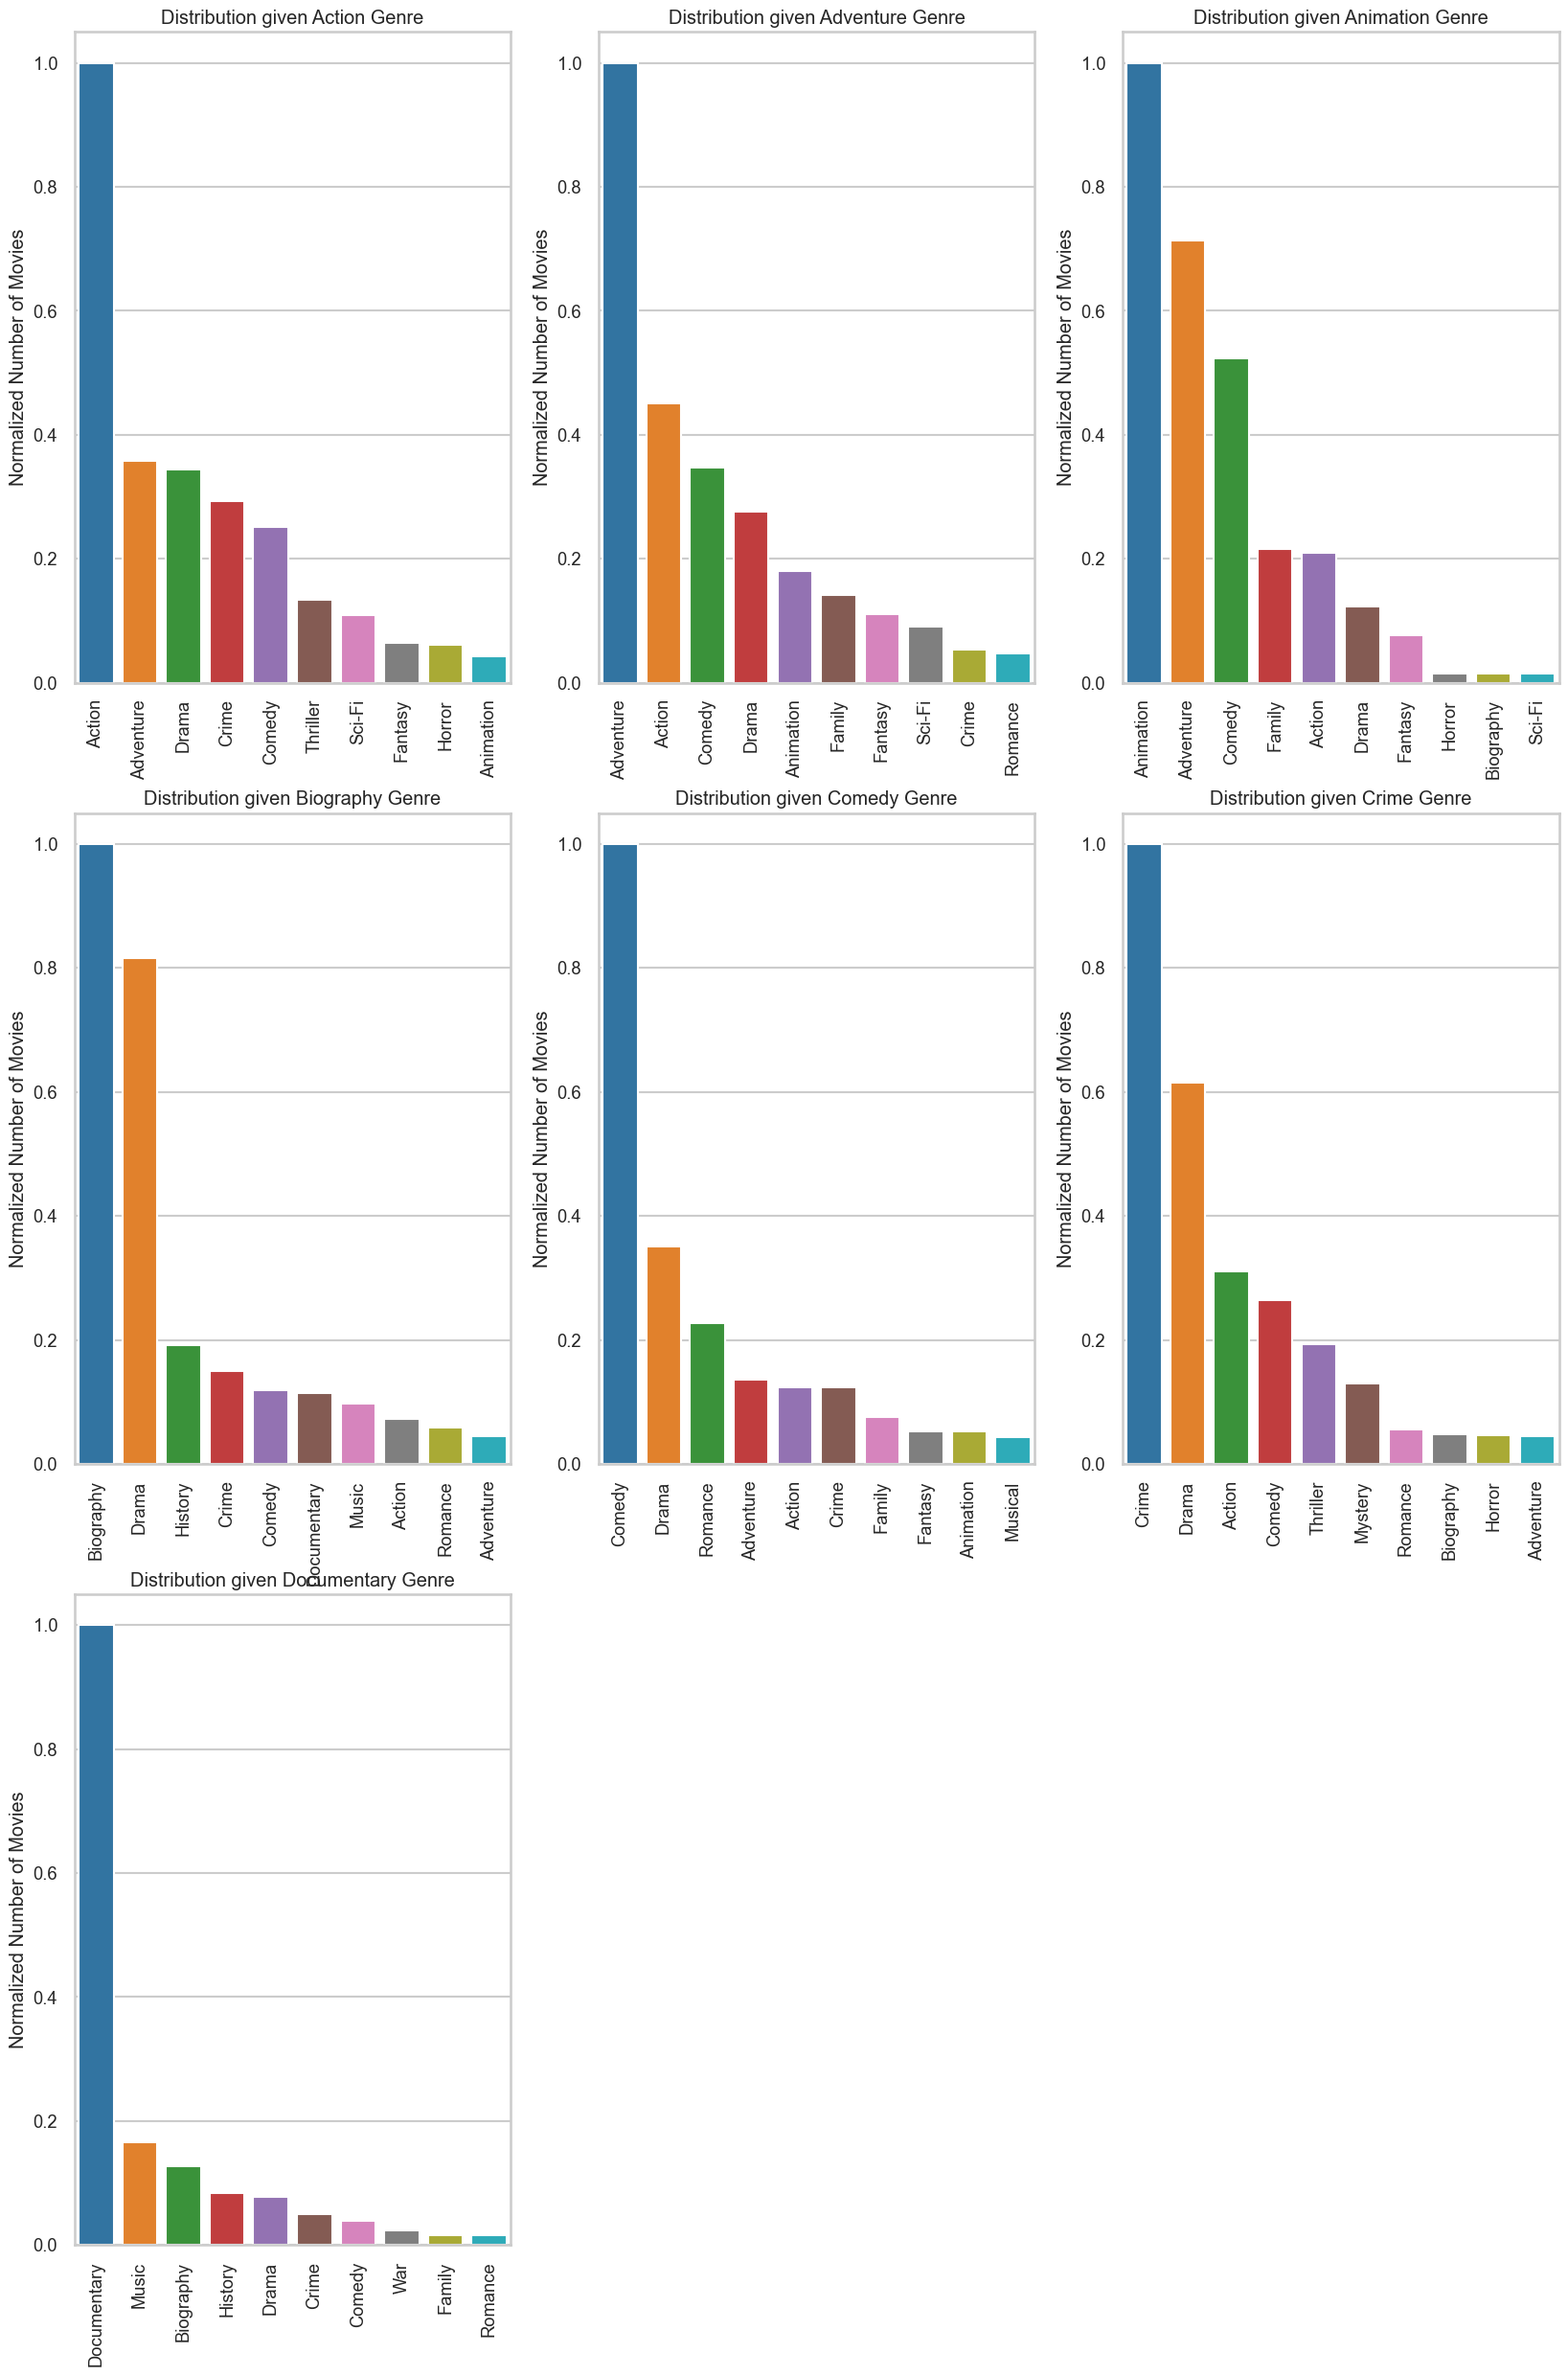 Distribution given Action Genre
Normalized Number of Movies
1.0
0.8
0.6
0.4
0.2
0.0
Action
Adventure
Drama
Crime
Comedy
Thriller
Sci-Fi
Fantasy
Horror
Animation
Distribution given Adventure Genre
Normalized Number of Movies
1.0
0.8
0.6
0.4
0.2
0.0
Adventure
Action
Comedy
Drama
Animation
Family
Fantasy
Sci-Fi
Crime
Romance
Distribution given Animation Genre
Normalized Number of Movies
1.0
0.8
0.6
0.4
0.2
0.0
Animation
Adventure
Comedy
Family
Action
Drama
Fantasy
Horror
Biography
Sci-Fi
Distribution given Biography Genre
Normalized Number of Movies
1.0
0.8
0.6
0.4
0.2
0.0
Biography
Drama
History
Crime
Comedy
Documentary
Music
Action
Romance
Adventure
Distribution given Comedy Genre
Normalized Number of Movies
1.0
0.8
0.6
0.4
0.2
0.0
Comedy
Drama
Romance
Adventure
Action
Crime
Family
Fantasy
Animation
Musical
Distribution given Crime Genre
Normalized Number of Movies
1.0
0.8
0.6
0.4
0.2
0.0
Crime
Drama
Action
Comedy
Thriller
Mystery
Romance
Biography
Horror
Adventure
Distribution given Documentary Genre
Normalized Number of Movies
1.0
0.8
0.6
0.4
0.2
0.0
Documentary
Music
Biography
History
Drama
Crime
Comedy
War
Family
Romance